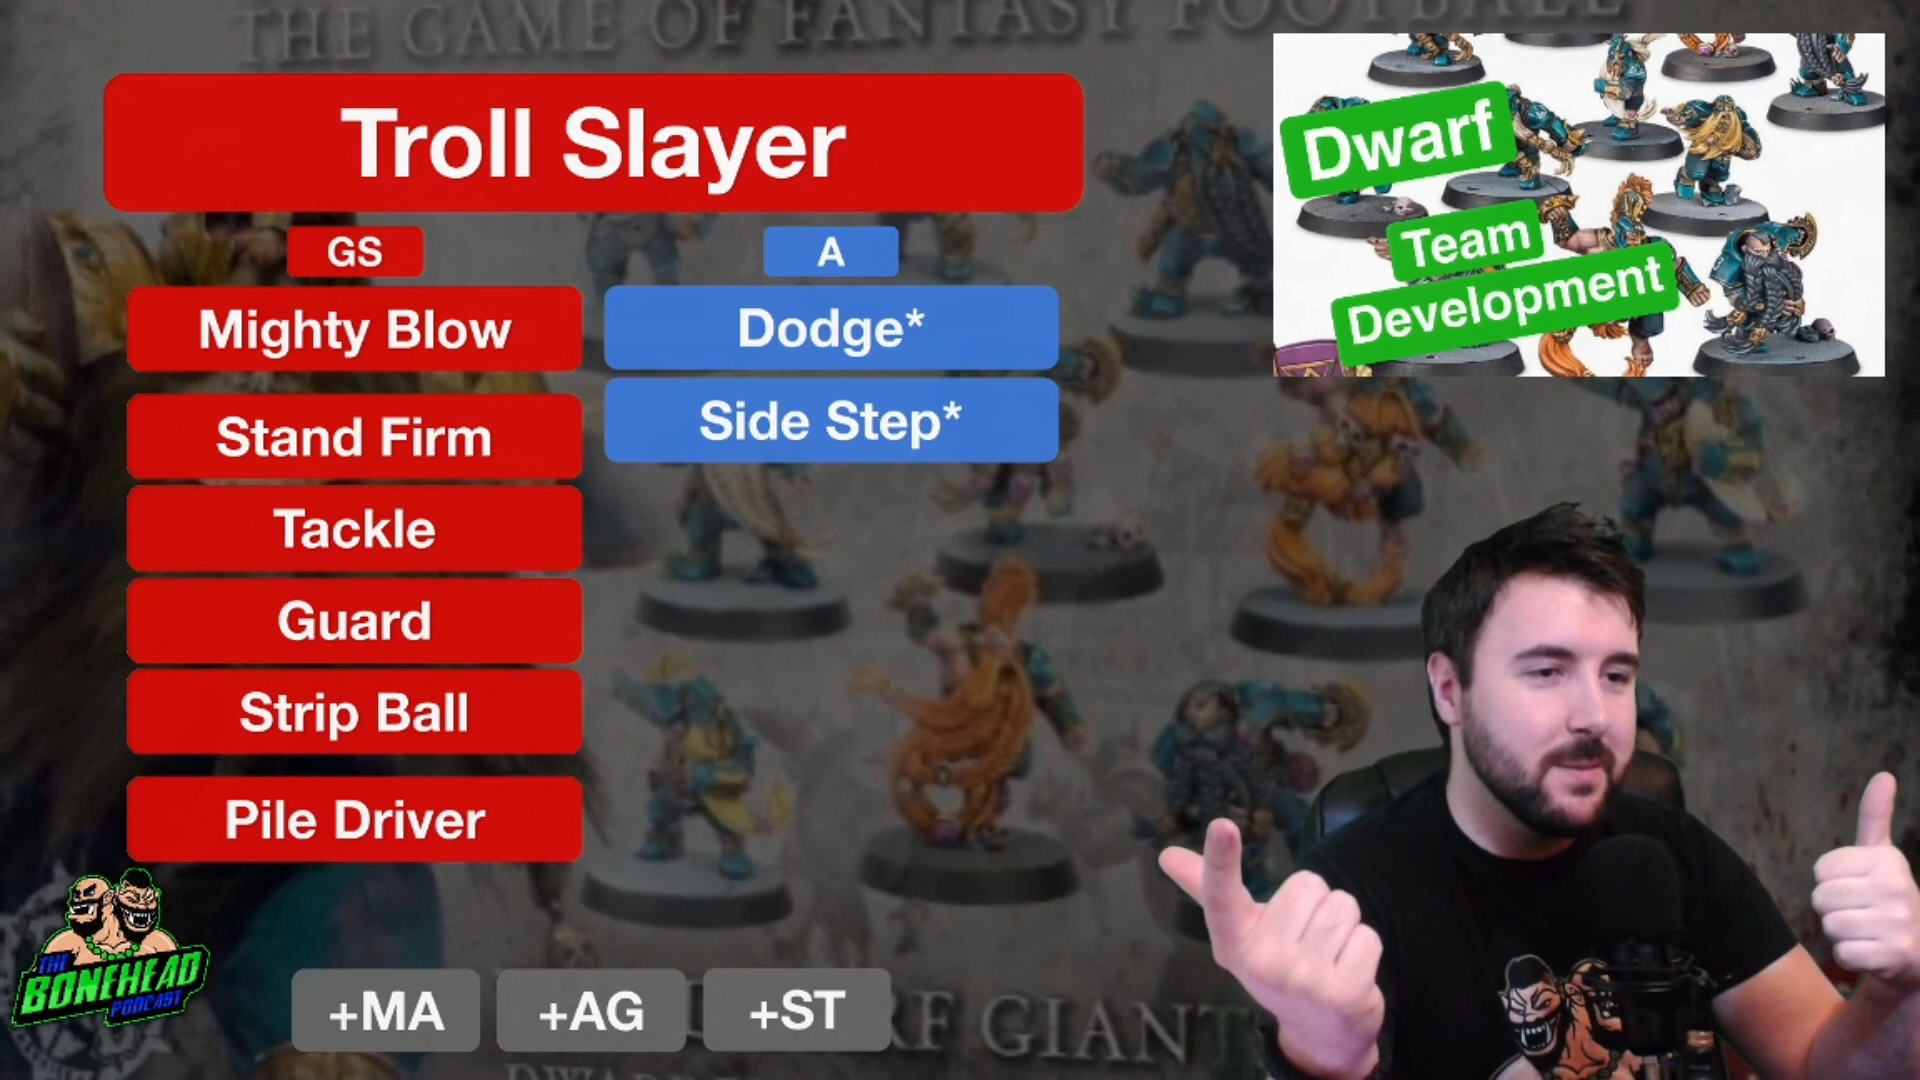 THE GAME OF FANTASY FOOTBALL
Troll Slayer
GS
A
Mighty Blow
Dodge*
Stand Firm
Side Step*
Tackle
Guard
Strip Ball
Pile Driver
+MA
+AG
+ST
Dwarf
Team
Development
THE
BONEHEAD
PODCAST
GIANT